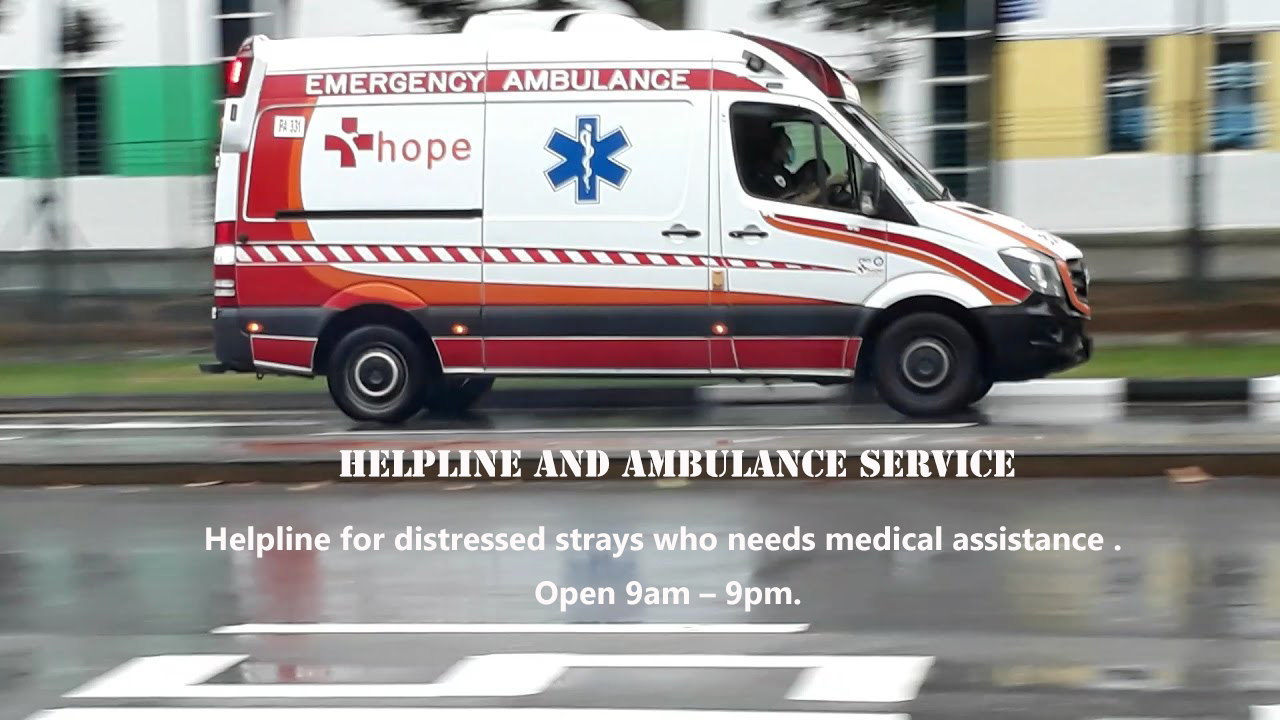 EMERGENCY AMBULANCE
PA 331
hope
HELPLINE AND AMBULANCE SERVICE
Helpline for distressed strays who needs medical assistance .
Open 9am – 9pm.